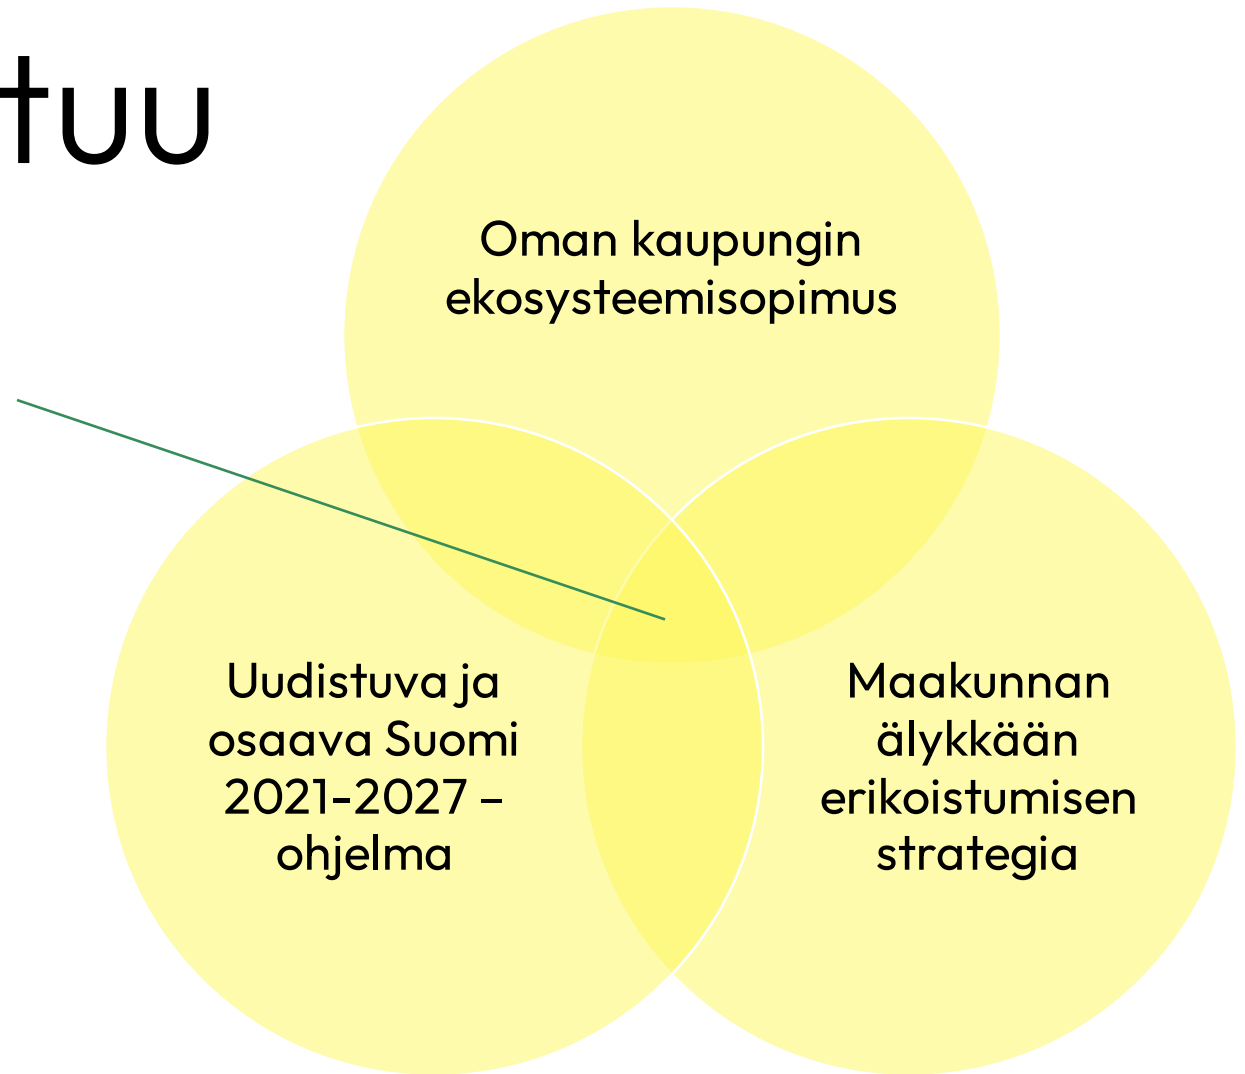 tuu
Oman kaupungin
ekosysteemisopimus
Uudistuva ja
osaava Suomi
2021-2027 –
ohjelma
Maakunnan
älykkään
erikoistumisen
strategia